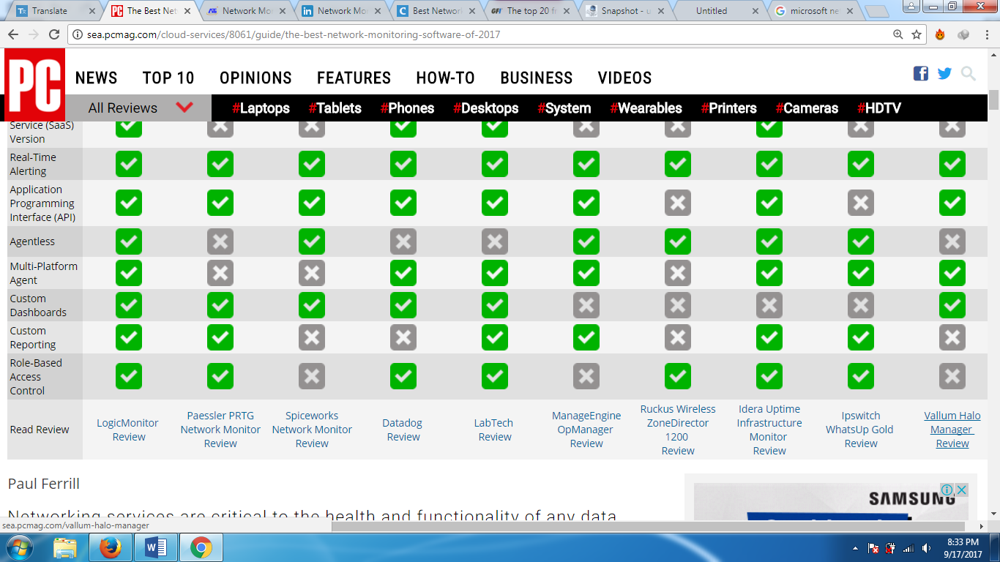 Translate
The Best Net
Network Mo
Network Mo
Best Network
The top 20 fr
Snapshot - u
Untitled
microsoft ne
sea.pcmag.com/cloud-services/8061/guide/the-best-network-monitoring-software-of-2017
PC
NEWS TOP 10 OPINIONS FEATURES HOW-TO BUSINESS VIDEOS
All Reviews
#Laptops #Tablets #Phones #Desktops #System #Wearables #Printers #Cameras #HDTV
Service (SaaS)
Version
Real-Time
Alerting
Application
Programming
Interface (API)
Agentless
Multi-Platform
Agent
Custom
Dashboards
Custom
Reporting
Role-Based
Access
Control
Read Review
LogicMonitor
Review
Paessler PRTG
Network Monitor
Review
Spiceworks
Network Monitor
Review
Datadog
Review
LabTech
Review
ManageEngine
OpManager
Review
Ruckus Wireless
ZoneDirector
1200
Review
Idera Uptime
Infrastructure
Monitor
Review
Ipswitch
WhatsUp Gold
Review
Vallum Halo
Manager
Review
Paul Ferrill
Networking services are critical to the health and functionality of any data
SAMSUNG
sea.pcmag.com/vallum-halo-manager
8:33 PM
9/17/2017